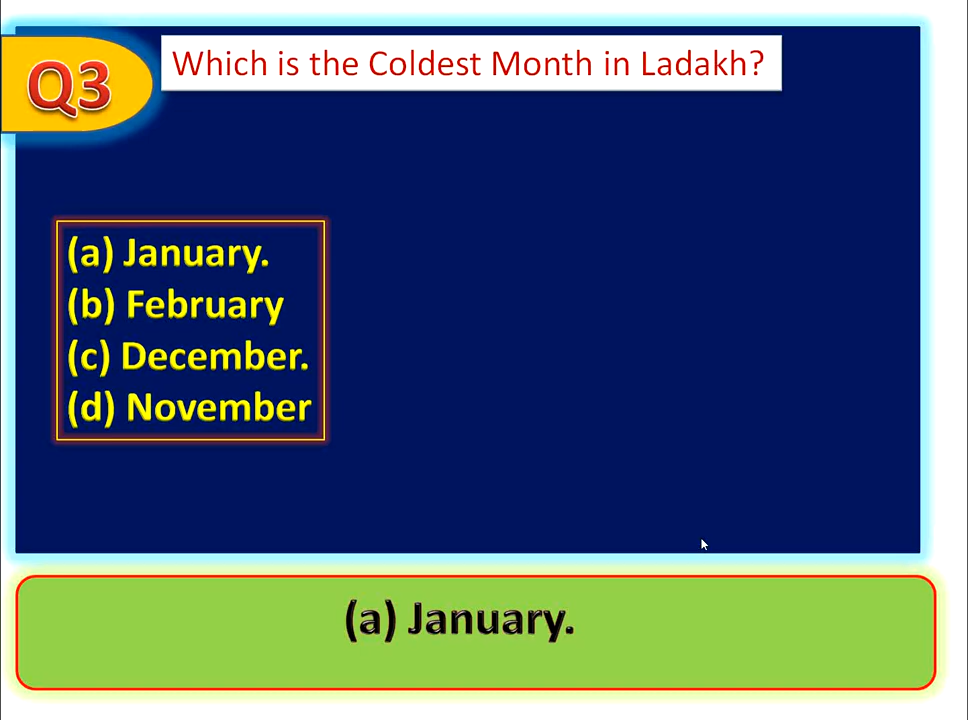 Q3
Which is the Coldest Month in Ladakh?
(a) January.
(b) February
(c) December.
(d) November
(a) January.